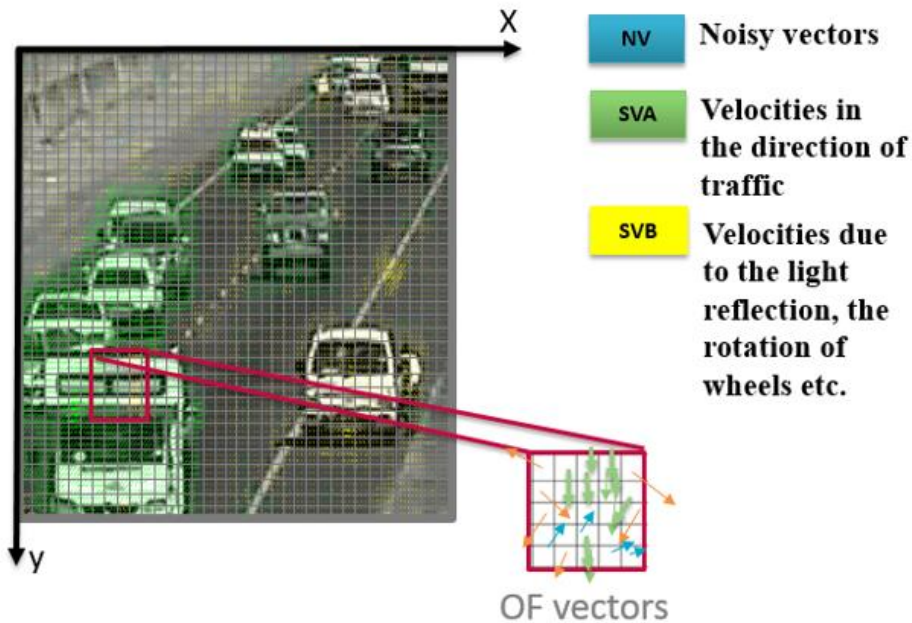 X
NV
Noisy vectors
SVA
Velocities in
the direction of
traffic
SVB
Velocities due
to the light
reflection, the
rotation of
wheels etc.
y
OF vectors